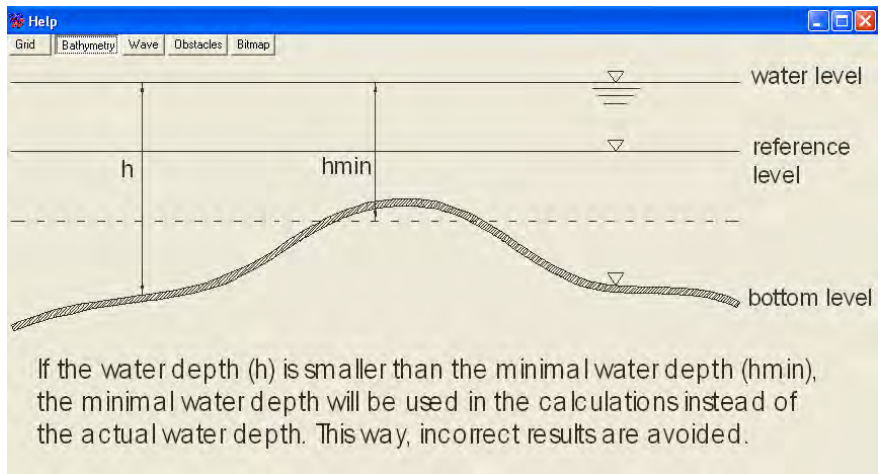 Help
Grid Bathymetry Wave Obstacles Bitmap
water level
reference
level
h
hmin
bottom level
If the water depth (h) is smaller than the minimal water depth (hmin),
the minimal water depth will be used in the calculations instead of
the actual water depth. This way, incorrect results are avoided.